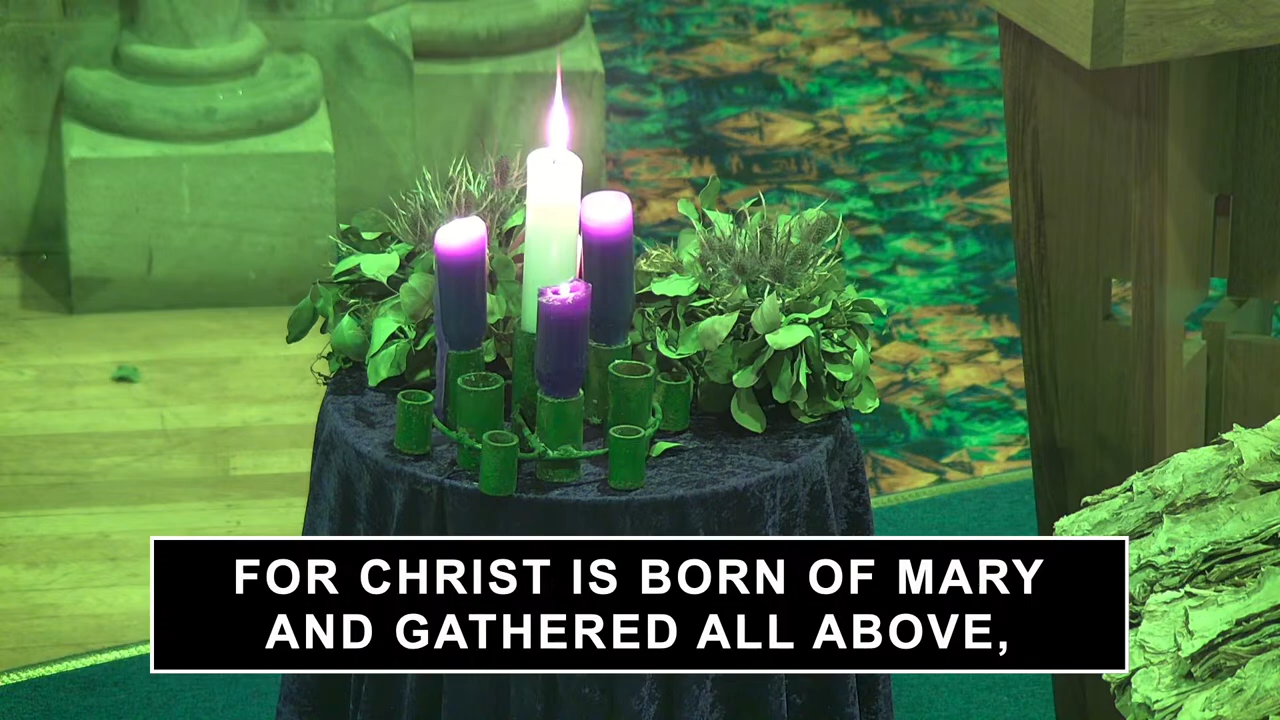 FOR CHRIST IS BORN OF MARY
AND GATHERED ALL ABOVE,